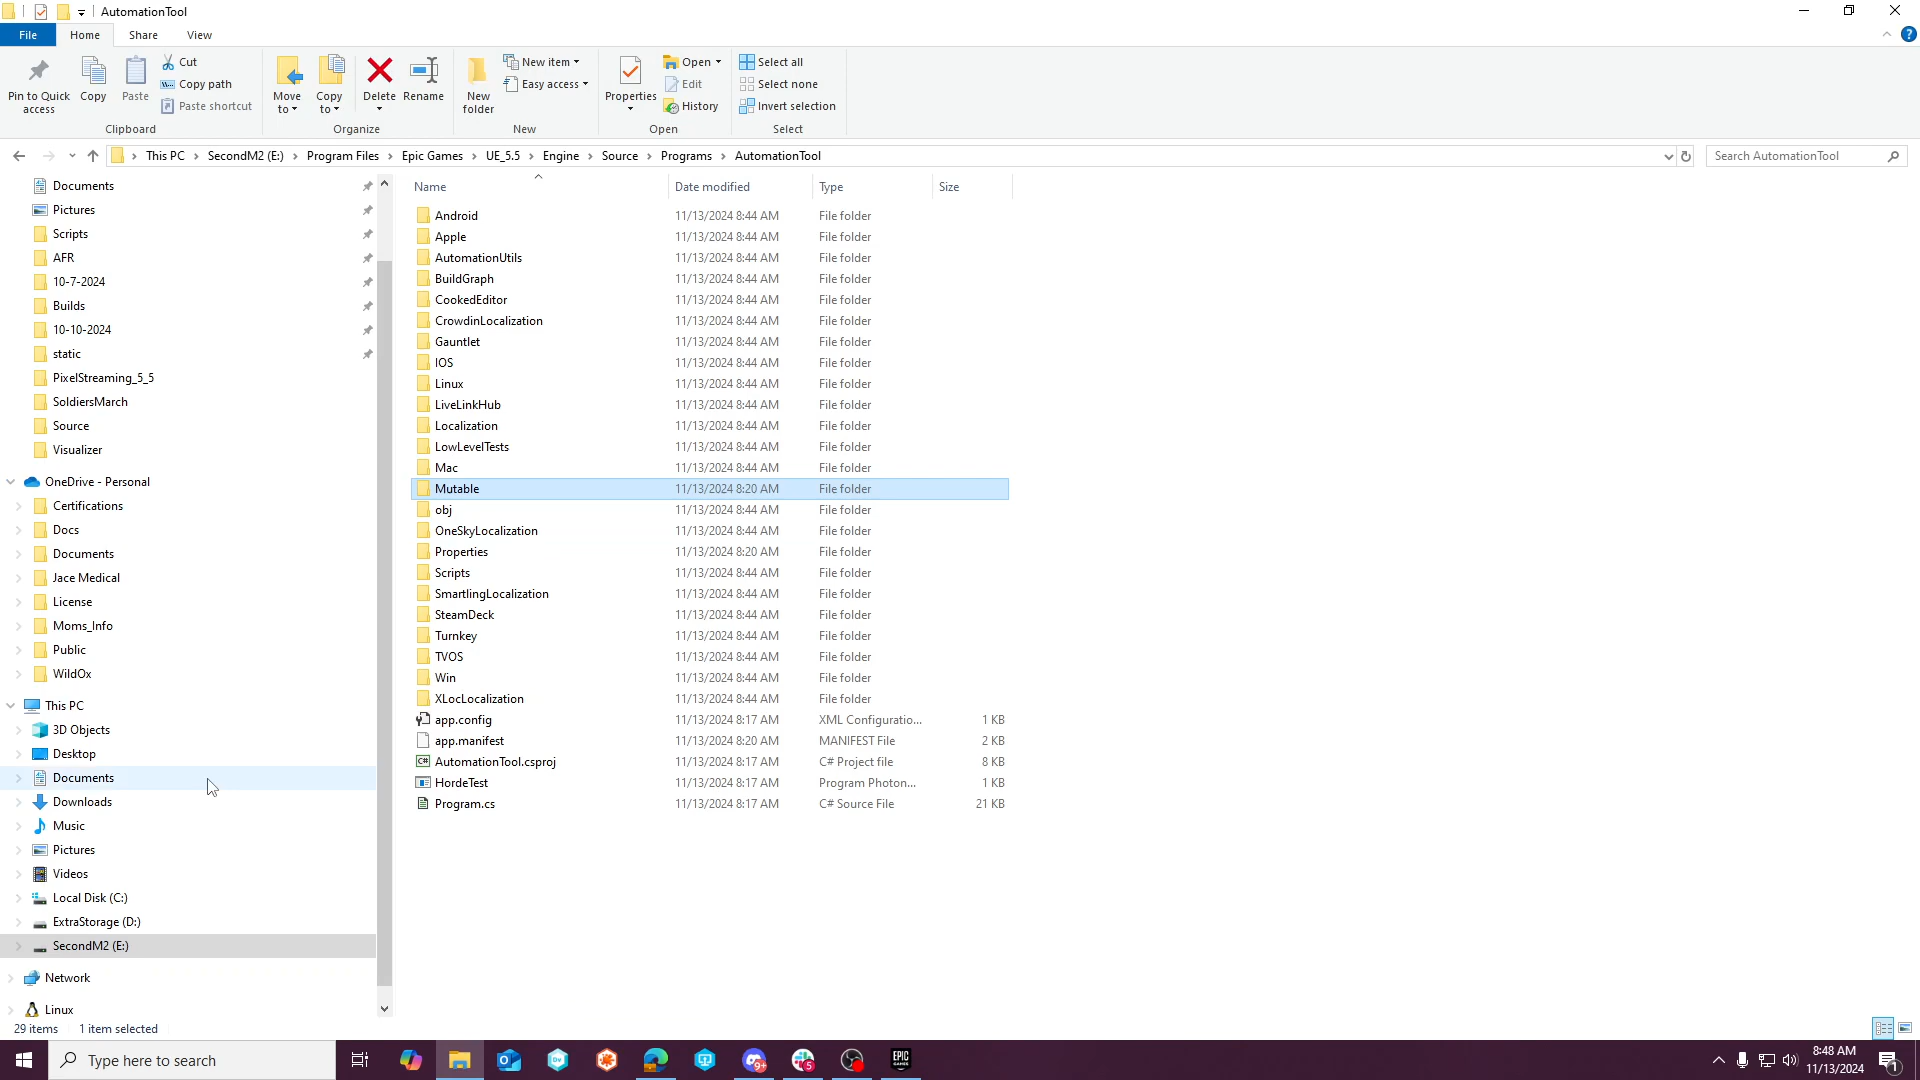 AutomationTool
File Home Share View
Pin to Quick access
Copy
Paste
Cut
Copy path
Paste shortcut
Clipboard
Move to
Copy to
Delete
Rename
Organize
New folder
New item
Easy access
New
Properties
Open
Edit
History
Open
Select all
Select none
Invert selection
Select
This PC > SecondM2 (E:) > Program Files > Epic Games > UE_5.5 > Engine > Source > Programs > AutomationTool
Search AutomationTool
Documents
Pictures
Scripts
AFR
10-7-2024
Builds
10-10-2024
static
PixelStreaming_5_5
SoldiersMarch
Source
Visualizer
OneDrive - Personal
Certifications
Docs
Documents
Jace Medical
License
Moms_Info
Public
WildOx
This PC
3D Objects
Desktop
Documents
Downloads
Music
Pictures
Videos
Local Disk (C:)
ExtraStorage (D:)
SecondM2 (E:)
Network
Linux
Name Date modified Type Size
Android 11/13/2024 8:44 AM File folder
Apple 11/13/2024 8:44 AM File folder
AutomationUtils 11/13/2024 8:44 AM File folder
BuildGraph 11/13/2024 8:44 AM File folder
CookedEditor 11/13/2024 8:44 AM File folder
CrowdinLocalization 11/13/2024 8:44 AM File folder
Gauntlet 11/13/2024 8:44 AM File folder
IOS 11/13/2024 8:44 AM File folder
Linux 11/13/2024 8:44 AM File folder
LiveLinkHub 11/13/2024 8:44 AM File folder
Localization 11/13/2024 8:44 AM File folder
LowLevelTests 11/13/2024 8:44 AM File folder
Mac 11/13/2024 8:44 AM File folder
Mutable 11/13/2024 8:20 AM File folder
obj 11/13/2024 8:44 AM File folder
OneSkyLocalization 11/13/2024 8:44 AM File folder
Properties 11/13/2024 8:20 AM File folder
Scripts 11/13/2024 8:44 AM File folder
SmartlingLocalization 11/13/2024 8:44 AM File folder
SteamDeck 11/13/2024 8:44 AM File folder
Turnkey 11/13/2024 8:44 AM File folder
TVOS 11/13/2024 8:44 AM File folder
Win 11/13/2024 8:44 AM File folder
XLocLocalization 11/13/2024 8:44 AM File folder
app.config 11/13/2024 8:17 AM XML Configuratio... 1 KB
app.manifest 11/13/2024 8:20 AM MANIFEST File 2 KB
AutomationTool.csproj 11/13/2024 8:17 AM C# Project file 8 KB
HordeTest 11/13/2024 8:17 AM Program Photon... 1 KB
Program.cs 11/13/2024 8:17 AM C# Source File 21 KB
29 items 1 item selected
Type here to search
9+
5
EPIC GAMES
8:48 AM
11/13/2024
1